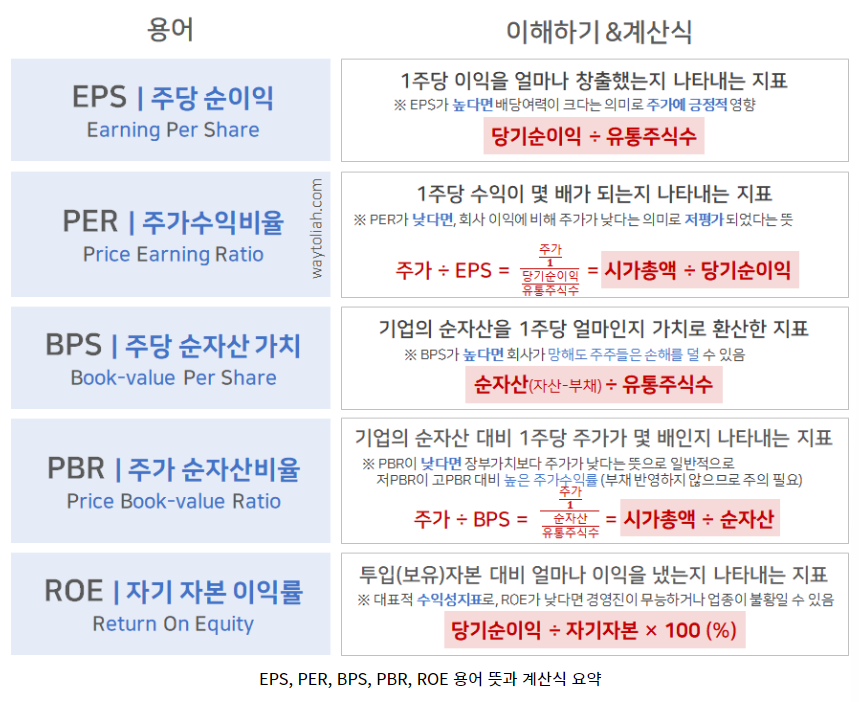 용어
이해하기 &계산식
EPS | 주당 순이익
Earning Per Share
1주당 이익을 얼마나 창출했는지 나타내는 지표
※ EPS가 높다면 배당여력이 크다는 의미로 주가에 긍정적 영향
당기순이익 ÷ 유통주식수
PER | 주가수익비율
Price Earning Ratio
waytoliah.com
1주당 수익이 몇 배가 되는지 나타내는 지표
※ PER가 낮다면, 회사 이익에 비해 주가가 낮다는 의미로 저평가 되었다는 뜻
주가 ÷ EPS = 주가/1 / 당기순이익/유통주식수 = 시가총액 ÷ 당기순이익
BPS | 주당 순자산 가치
Book-value Per Share
기업의 순자산을 1주당 얼마인지 가치로 환산한 지표
※ BPS가 높다면 회사가 망해도 주주들은 손해를 덜 수 있음
순자산(자산-부채) ÷ 유통주식수
PBR | 주가 순자산비율
Price Book-value Ratio
기업의 순자산 대비 1주당 주가가 몇 배인지 나타내는 지표
※ PBR이 낮다면 장부가치보다 주가가 낮다는 뜻으로 일반적으로
저PBR이 고PBR 대비 높은 주가수익률 (부채 반영하지 않으므로 주의 필요)
주가 ÷ BPS = 주가/1 / 순자산/유통주식수 = 시가총액 ÷ 순자산
ROE | 자기 자본 이익률
Return On Equity
투입(보유)자본 대비 얼마나 이익을 냈는지 나타내는 지표
※ 대표적 수익성지표로, ROE가 낮다면 경영진이 무능하거나 업종이 불황일 수 있음
당기순이익 ÷ 자기자본 × 100 (%)
EPS, PER, BPS, PBR, ROE 용어 뜻과 계산식 요약